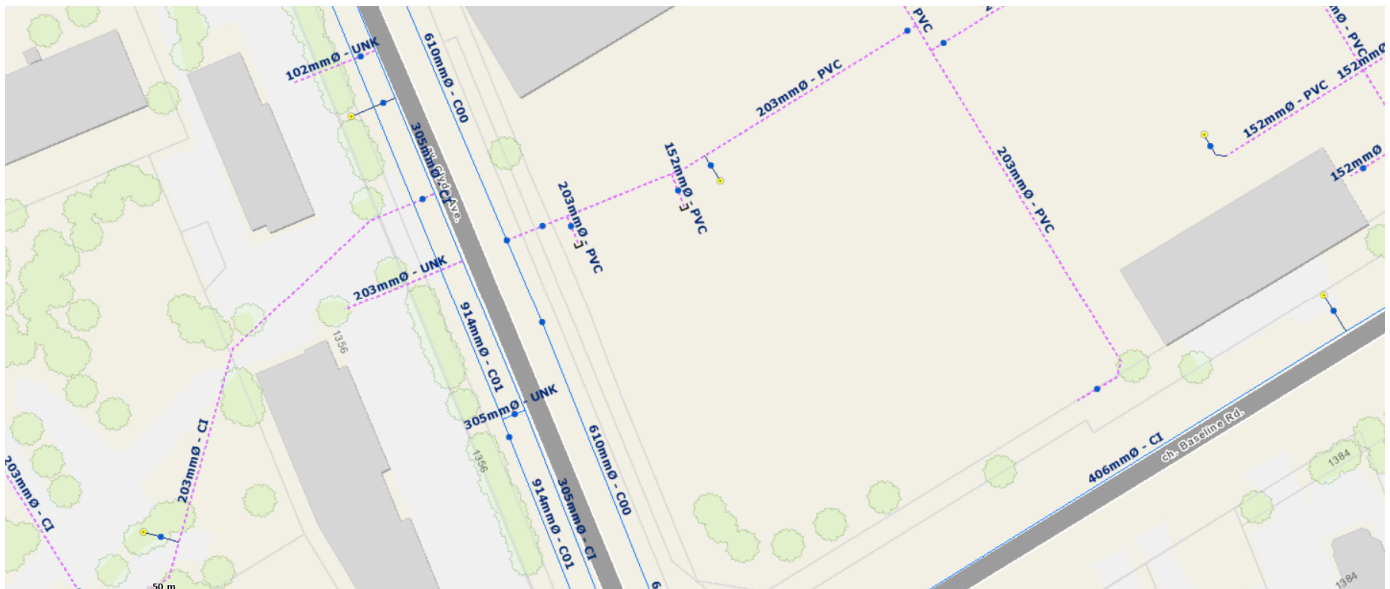 102mmØ - UNK
610mmØ - C00
203mmØ - PVC
PVC
152mmØ - PVC
152mmØ
305mmØ - CI
Clyde Ave.
152mmØ - PVC
203mmØ - PVC
203mmØ - PVC
152mmØ
203mmØ - UNK
914mmØ - C01
1356
305mmØ - UNK
1356
203mmØ - CI
203mmØ - CI
610mmØ - C00
914mmØ - C01
305mmØ - CI
406mmØ - CI
ch. Baseline Rd.
1384
1384
50 m